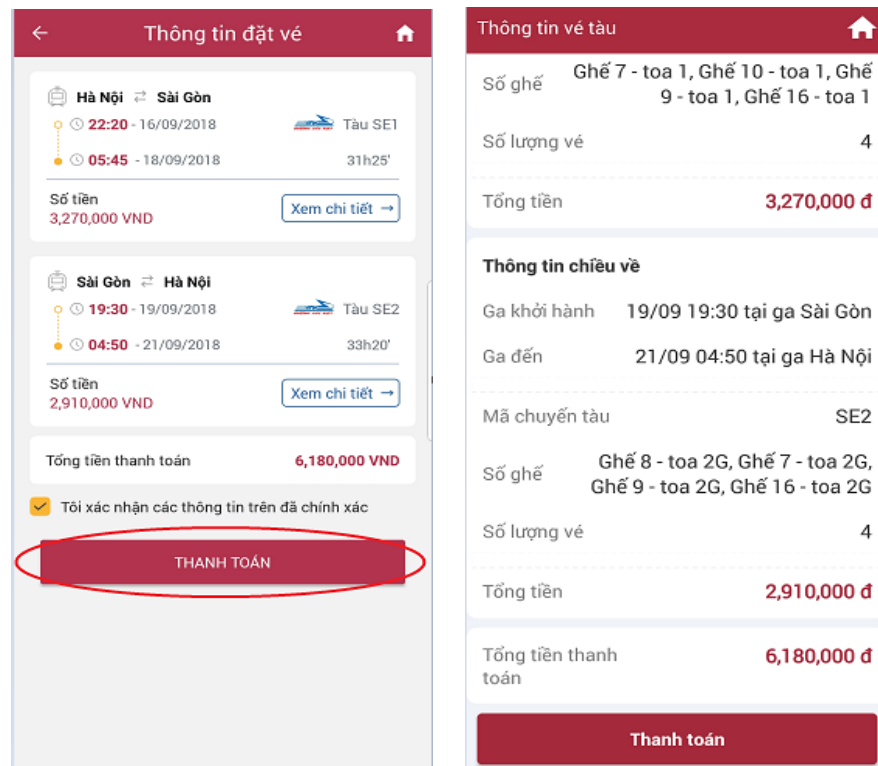 Thông tin đặt vé
Hà Nội ⇄ Sài Gòn
22:20 - 16/09/2018 Tàu SE1
05:45 - 18/09/2018 31h25'
Số tiền
3,270,000 VND
Xem chi tiết →
Sài Gòn ⇄ Hà Nội
19:30 - 19/09/2018 Tàu SE2
04:50 - 21/09/2018 33h20'
Số tiền
2,910,000 VND
Xem chi tiết →
Tổng tiền thanh toán 6,180,000 VND
Tôi xác nhận các thông tin trên đã chính xác
THANH TOÁN
Thông tin vé tàu
Số ghế Ghế 7 - toa 1, Ghế 10 - toa 1, Ghế
9 - toa 1, Ghế 16 - toa 1
Số lượng vé 4
Tổng tiền 3,270,000 đ
Thông tin chiều về
Ga khởi hành 19/09 19:30 tại ga Sài Gòn
Ga đến 21/09 04:50 tại ga Hà Nội
Mã chuyến tàu SE2
Số ghế Ghế 8 - toa 2G, Ghế 7 - toa 2G,
Ghế 9 - toa 2G, Ghế 16 - toa 2G
Số lượng vé 4
Tổng tiền 2,910,000 đ
Tổng tiền thanh 6,180,000 đ
toán
Thanh toán